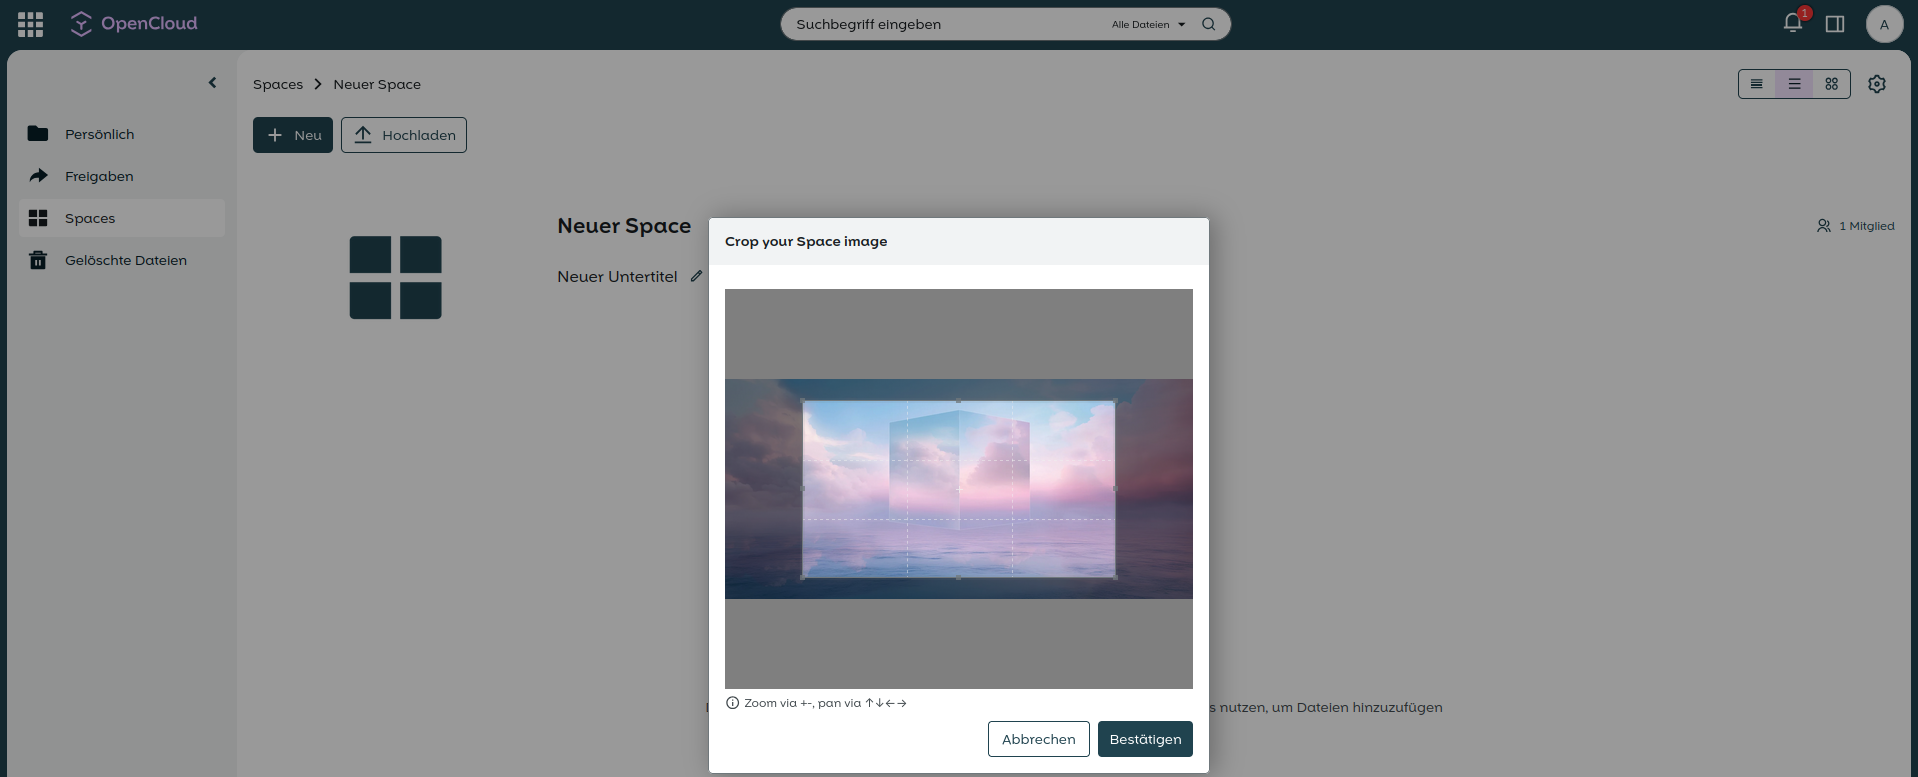 OpenCloud
Suchbegriff eingeben
Alle Dateien
1
A
Spaces
Neuer Space
Neu
Hochladen
Persönlich
Freigaben
Spaces
Gelöschte Dateien
Neuer Space
1 Mitglied
Neuer Untertitel
Crop your Space image
Zoom via +-, pan via ↑↓←→
nutzen, um Dateien hinzuzufügen
Abbrechen
Bestätigen